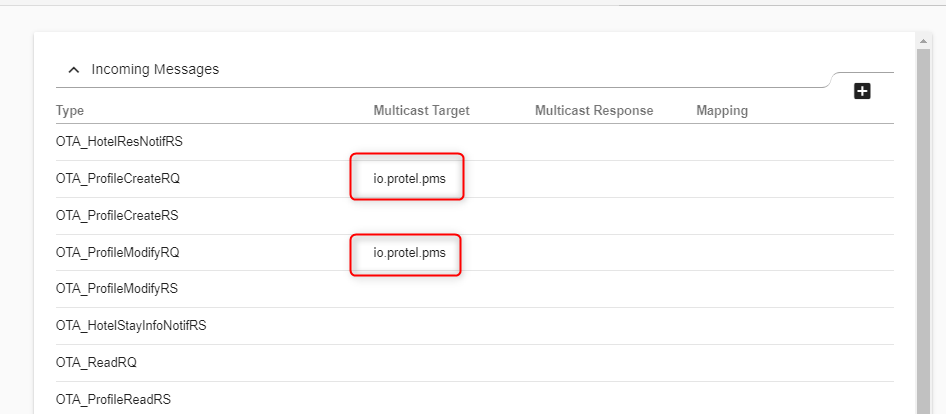 Incoming Messages
Type Multicast Target Multicast Response Mapping
OTA_HotelResNotifRS
OTA_ProfileCreateRQ io.protel.pms
OTA_ProfileCreateRS
OTA_ProfileModifyRQ io.protel.pms
OTA_ProfileModifyRS
OTA_HotelStayInfoNotifRS
OTA_ReadRQ
OTA_ProfileReadRS